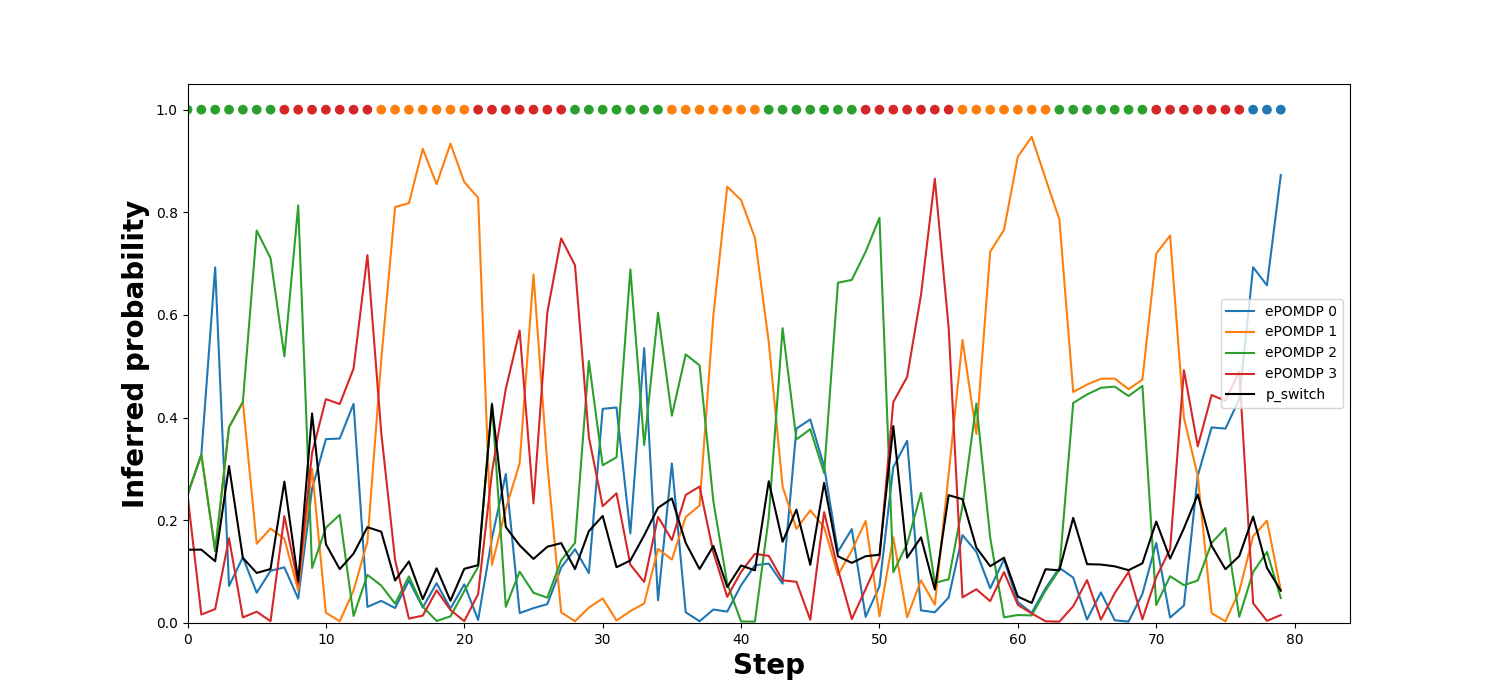 Inferred probability
1.0
0.8
0.6
0.4
0.2
0.0
ePOMDP 0
ePOMDP 1
ePOMDP 2
ePOMDP 3
p_switch
0 10 20 30 40 50 60 70 80
Step